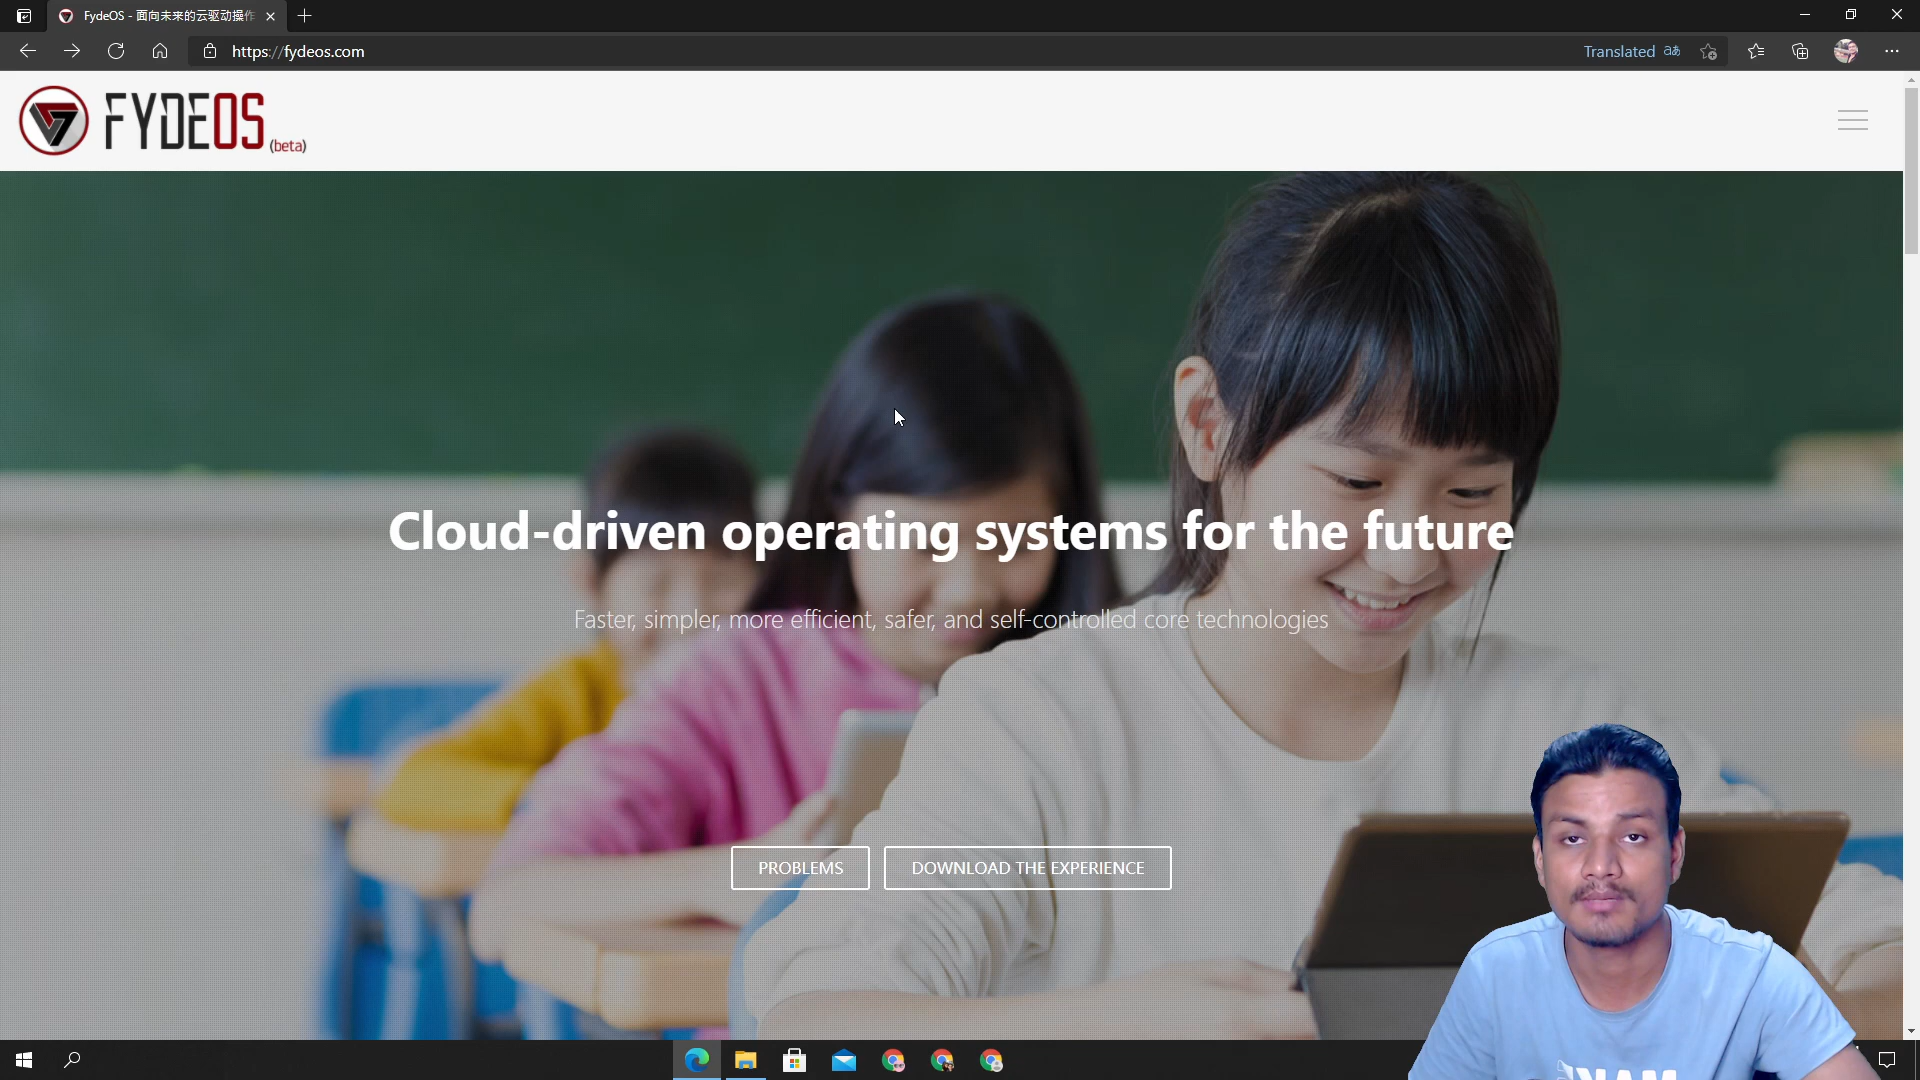 FydeOS - 面向未来的云驱动操作
https://fydeos.com
Translated
FYDEOS (beta)
Cloud-driven operating systems for the future
Faster, simpler, more efficient, safer, and self-controlled core technologies
PROBLEMS
DOWNLOAD THE EXPERIENCE